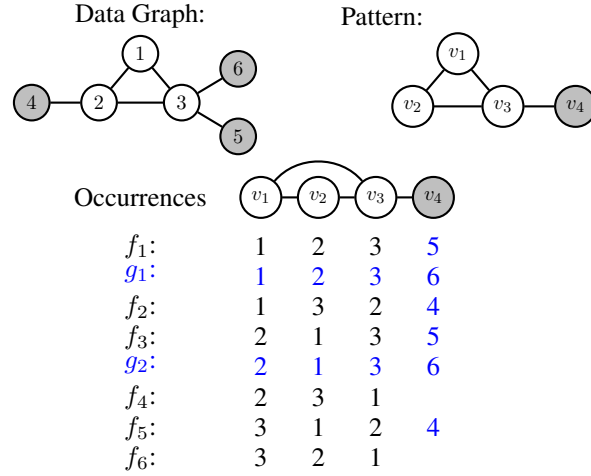 Data Graph: Pattern:
1 6 v₁
4 2 3 v₂ v₃ v₄
5
Occurrences v₁ v₂ v₃ v₄
f₁: 1 2 3 5
g₁: 1 2 3 6
f₂: 1 3 2 4
f₃: 2 1 3 5
g₂: 2 1 3 6
f₄: 2 3 1
f₅: 3 1 2 4
f₆: 3 2 1